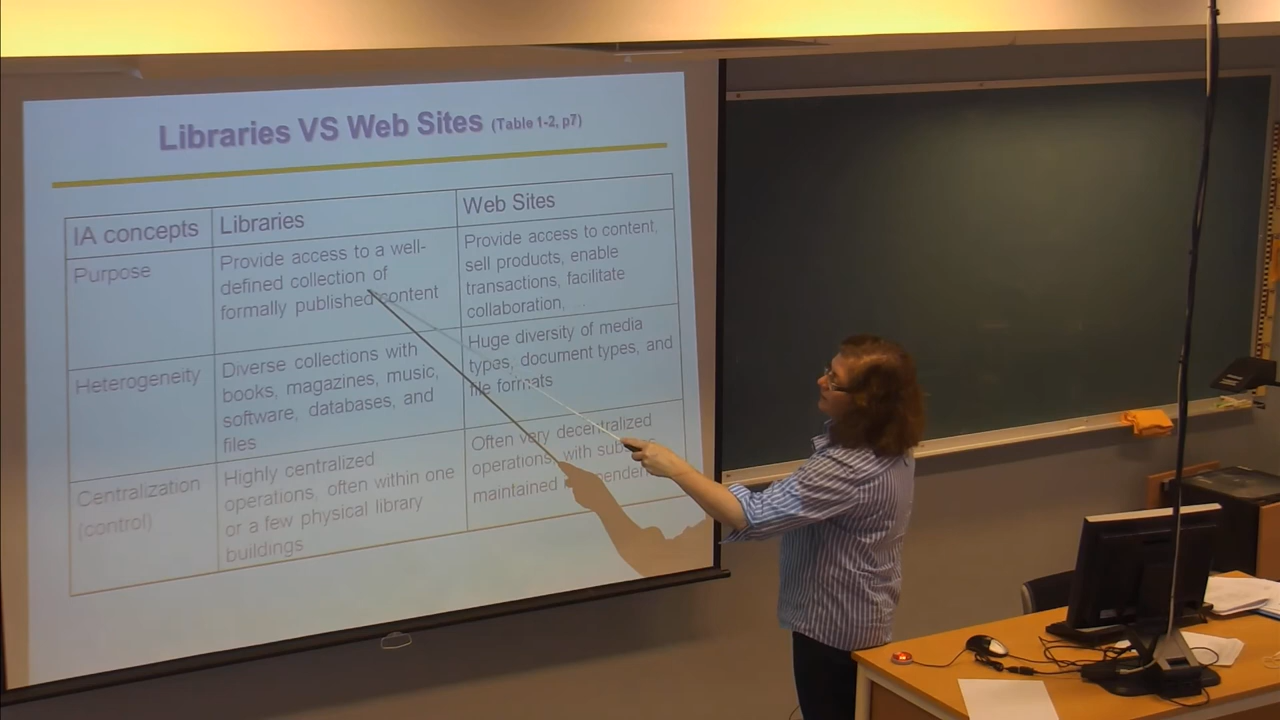 Libraries VS Web Sites (Table 1-2, p7)
IA concepts
Libraries
Web Sites
Purpose
Provide access to a well-
defined collection of
formally published content
Provide access to content,
sell products, enable
transactions, facilitate
collaboration,
Heterogeneity
Diverse collections with
books, magazines, music,
software, databases, and
files
Huge diversity of media
types, document types, and
file formats
Centralization
(control)
Highly centralized
operations, often within one
or a few physical library
buildings
Often very decentralized
operations, with
maintained